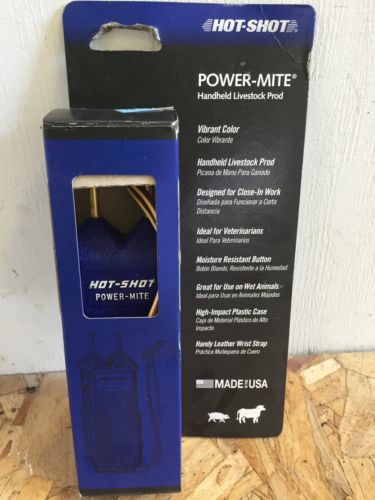 HOT-SHOT®
POWER-MITE®
Handheld Livestock Prod
Vibrant Color
Color Vibrante
Handheld Livestock Prod
Picana de Mano Para Ganado
Designed for Close-In Work
Diseñada para Funcionar a Corta
Distancia
Ideal for Veterinarians
Ideal Para Veterinarios
Moisture Resistant Button
Botón Blando, Resistente a la Humedad
Great for Use on Wet Animals
Ideal para Usar en Animales Mojados
High-Impact Plastic Case
Caja de Material Plástico de Alto
Impacto
Handy Leather Wrist Strap
Práctica Muñequera de Cuero
MADE IN THE USA
HOT-SHOT
POWER-MITE
HOT-SHOT